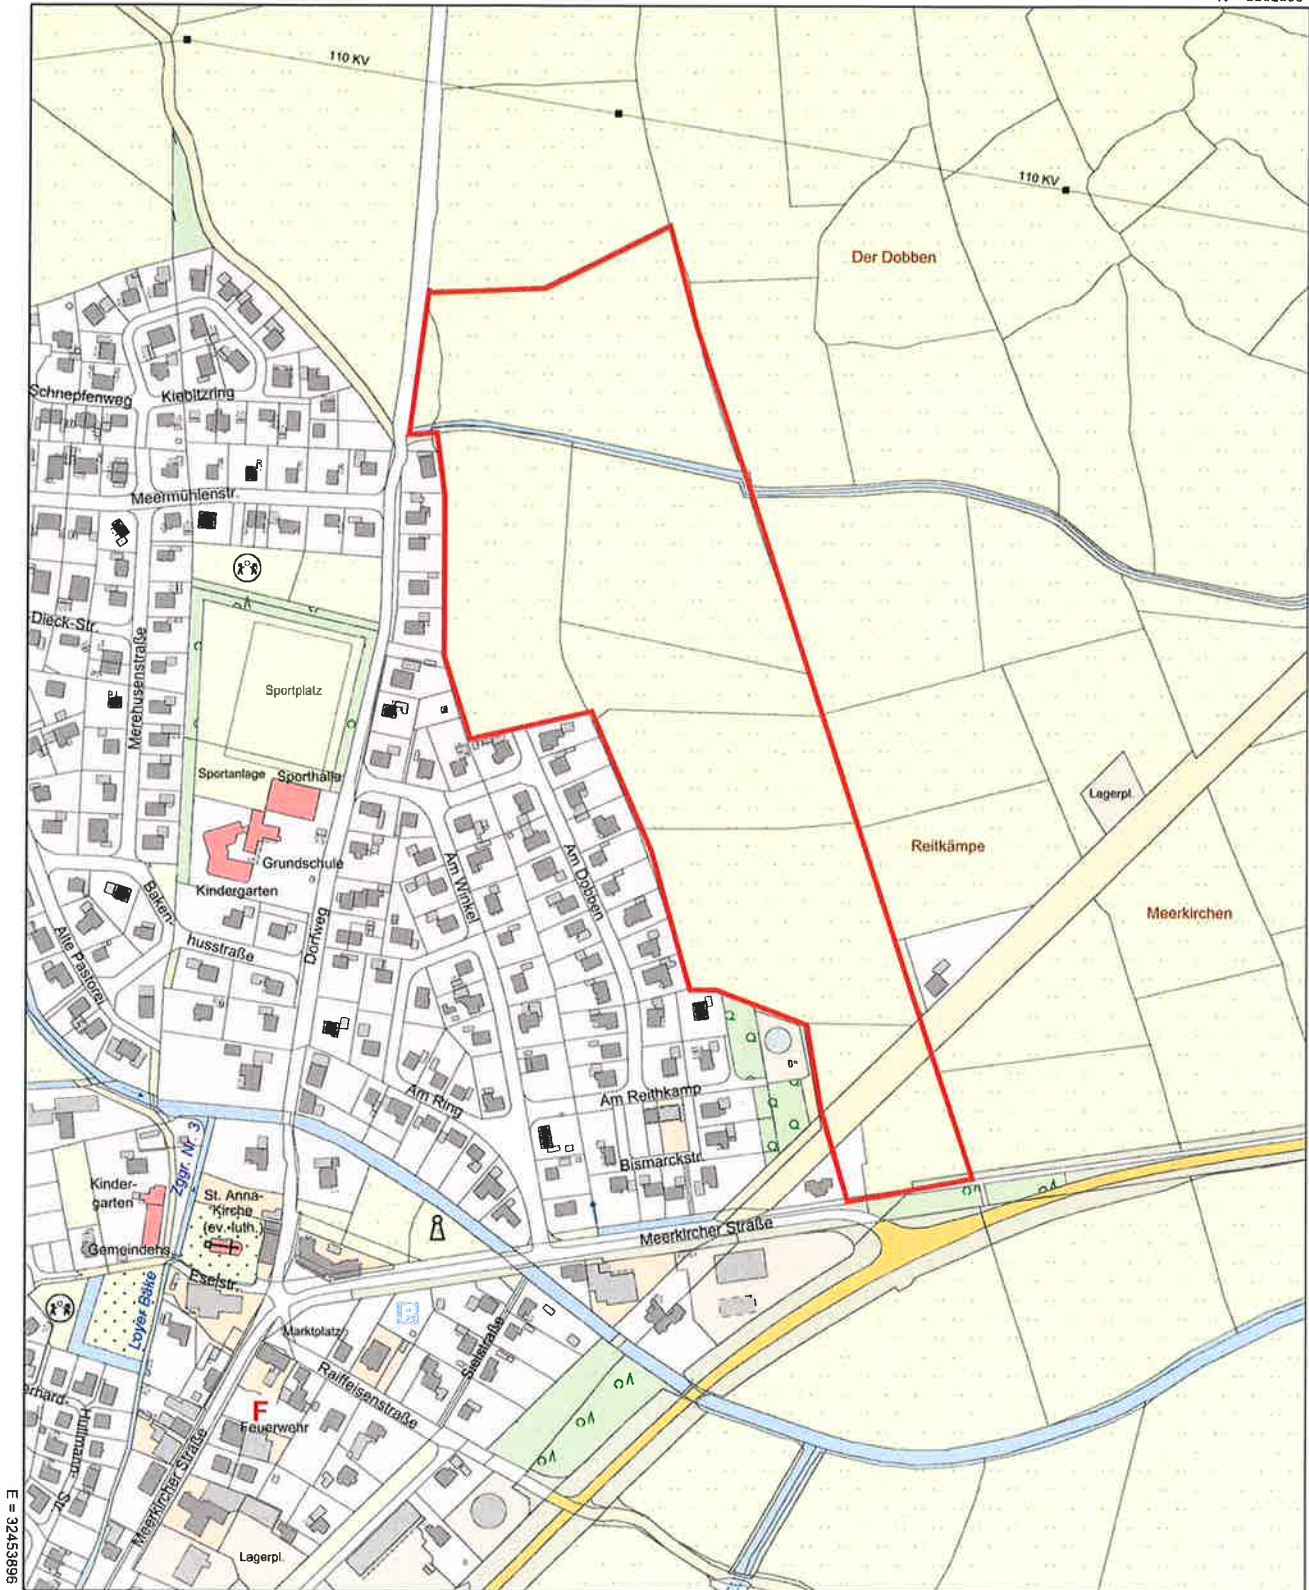 110 KV
110 KV
Der Dobben
Schnepfenweg
Kiebitzring
Meermühlenstr.
Dieck-Str.
Merehusenstraße
Sportplatz
Sportanlage
Sporthalle
Lagerpl.
Reitkämpe
Grundschule
Kindergarten
Am Winkel
Am Dobben
Meerkirchen
Baken-
husstraße
Dorfweg
Alte Pastorei
Am Ring
Am Reithkamp
Bismarckstr.
Zggr. Nr. 3
Kinder-
garten
St. Anna-
Kirche
(ev.-luth.)
Gemeindehs.
Eselstr.
Meerkircher Straße
Loyer Bäke
Marktplatz
Sielstraße
Raiffeisenstraße
F
Feuerwehr
Hullmann-
Str.
Meerkircher Straße
Lagerpl.
E = 32453896